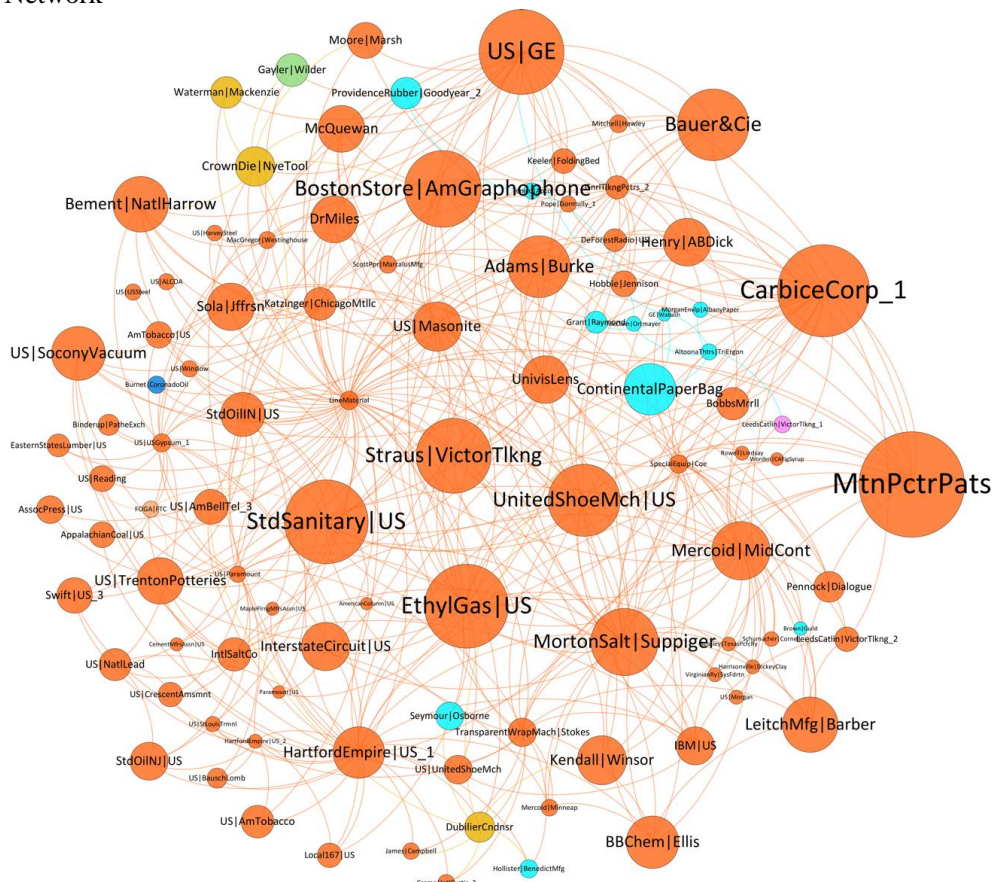 Network
Moore|Marsh
US|GE
Gayler|Wilder
Waterman|Mackenzie
ProvidenceRubber|Goodyear_2
McQuewan
Mitchell|Hawley
Bauer&Cie
CrownDie|NyeTool
Keeler|FoldingBed
BostonStore|AmGraphophone
Pope|Gormully_1
Bement|NatlHarrow
DrMiles
US|HarveySteel
MacGregor|Westinghouse
DeForestRadio|US
Henry|ABDick
ScottPpr|MarcalusMfg
Adams|Burke
Hobbie|Jennison
US|ALCOA
US|USSteel
CarbiceCorp_1
Sola|Jffrsn
Katzinger|ChicagoMtllc
MorganEnvlp|AlbanyPaper
GE|Wabash
Grant|Raymond
US|Masonite
AmTobacco|US
US|SoconyVacuum
AltoonaThtrs|TriErgon
US|Winslow
Burnet|CoronadoOil
UnivisLens
ContinentalPaperBag
LineMaterial
BobbsMrrll
StdOilIN|US
Binderup|PatheExch
LeedsCatlin|VictorTlkng_1
EasternStatesLumber|US
US|USGypsum_1
Straus|VictorTlkng
Rowell|Lindsay
SpecialEquip|Coe
US|Reading
MtnPctrPats
UnitedShoeMch|US
FOGA|FTC
US|AmBellTel_3
AssocPress|US
StdSanitary|US
AppalachianCoal|US
Mercoid|MidCont
US|Paramount
US|TrentonPotteries
Pennock|Dialogue
Swift|US_3
AmericanColumn|US
EthylGas|US
MapleFlrngMfrsAssn|US
Brown|Guild
LeedsCatlin|VictorTlkng_2
CementMfrsAssn|US
InterstateCircuit|US
MortonSalt|Suppiger
IntlSaltCo
US|NatlLead
Harrisonville|DickeyClay
US|CrescentAmsmnt
Paramount|US
US|Morgan
Seymour|Osborne
US|StLouisTrmnl
LeitchMfg|Barber
TransparentWrapMach|Stokes
HartfordEmpire|US_2
IBM|US
HartfordEmpire|US_1
Kendall|Winsor
StdOilNJ|US
US|UnitedShoeMch
US|BauschLomb
Mercoid|Minneap
US|AmTobacco
DubilierCndnsr
BBChem|Ellis
Local167|US
James|Campbell
Hollister|BenedictMfg